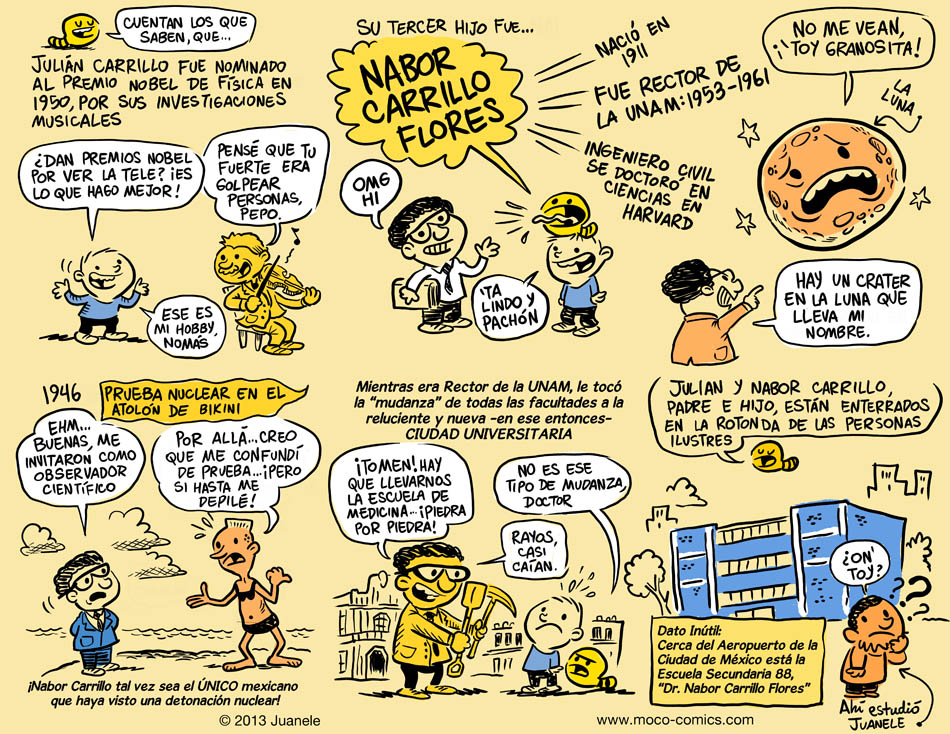 CUENTAN LOS QUE
SABEN, QUE...
JULIÁN CARRILLO FUE NOMINADO
AL PREMIO NOBEL DE FÍSICA EN
1950, POR SUS INVESTIGACIONES
MUSICALES
¿DAN PREMIOS NOBEL
POR VER LA TELE? ¡ES
LO QUE HAGO MEJOR!
PENSÉ QUE TU
FUERTE ERA
GOLPEAR
PERSONAS,
PEPO.
ESE ES
MI HOBBY,
NOMÁS
SU TERCER HIJO FUE...
NABOR
CARRILLO
FLORES
NACIÓ EN
1911
FUE RECTOR DE
LA UNAM: 1953-1961
INGENIERO CIVIL
SE DOCTORÓ EN
CIENCIAS EN
HARVARD
OMG
HI
'TA
LINDO Y
PACHÓN
NO ME VEAN,
¡'TOY GRANOSITA!
LA
LUNA
HAY UN CRATER
EN LA LUNA QUE
LLEVA MI
NOMBRE.
1946
PRUEBA NUCLEAR EN EL
ATOLÓN DE BIKINI
EHM...
BUENAS, ME
INVITARON COMO
OBSERVADOR
CIENTÍFICO
POR ALLÁ... CREO
QUE ME CONFUNDÍ
DE PRUEBA... ¡PERO
SI HASTA ME
DEPILÉ!
¡Nabor Carrillo tal vez sea el ÚNICO mexicano
que haya visto una detonación nuclear!
Mientras era Rector de la UNAM, le tocó
la "mudanza" de todas las facultades a la
reluciente y nueva -en ese entonces-
CIUDAD UNIVERSITARIA
¡TOMEN! HAY
QUE LLEVARNOS
LA ESCUELA DE
MEDICINA... ¡PIEDRA
POR PIEDRA!
NO ES ESE
TIPO DE MUDANZA,
DOCTOR
RAYOS,
CASI
CAÍAN.
JULIAN Y NABOR CARRILLO,
PADRE E HIJO, ESTÁN ENTERRADOS
EN LA ROTONDA DE LAS PERSONAS
ILUSTRES
¿ON'
TOY?
???
Dato Inútil:
Cerca del Aeropuerto de la
Ciudad de México está la
Escuela Secundaria 88,
"Dr. Nabor Carrillo Flores"
Ahí estudió
JUANELE
© 2013 Juanele
www.moco-comics.com